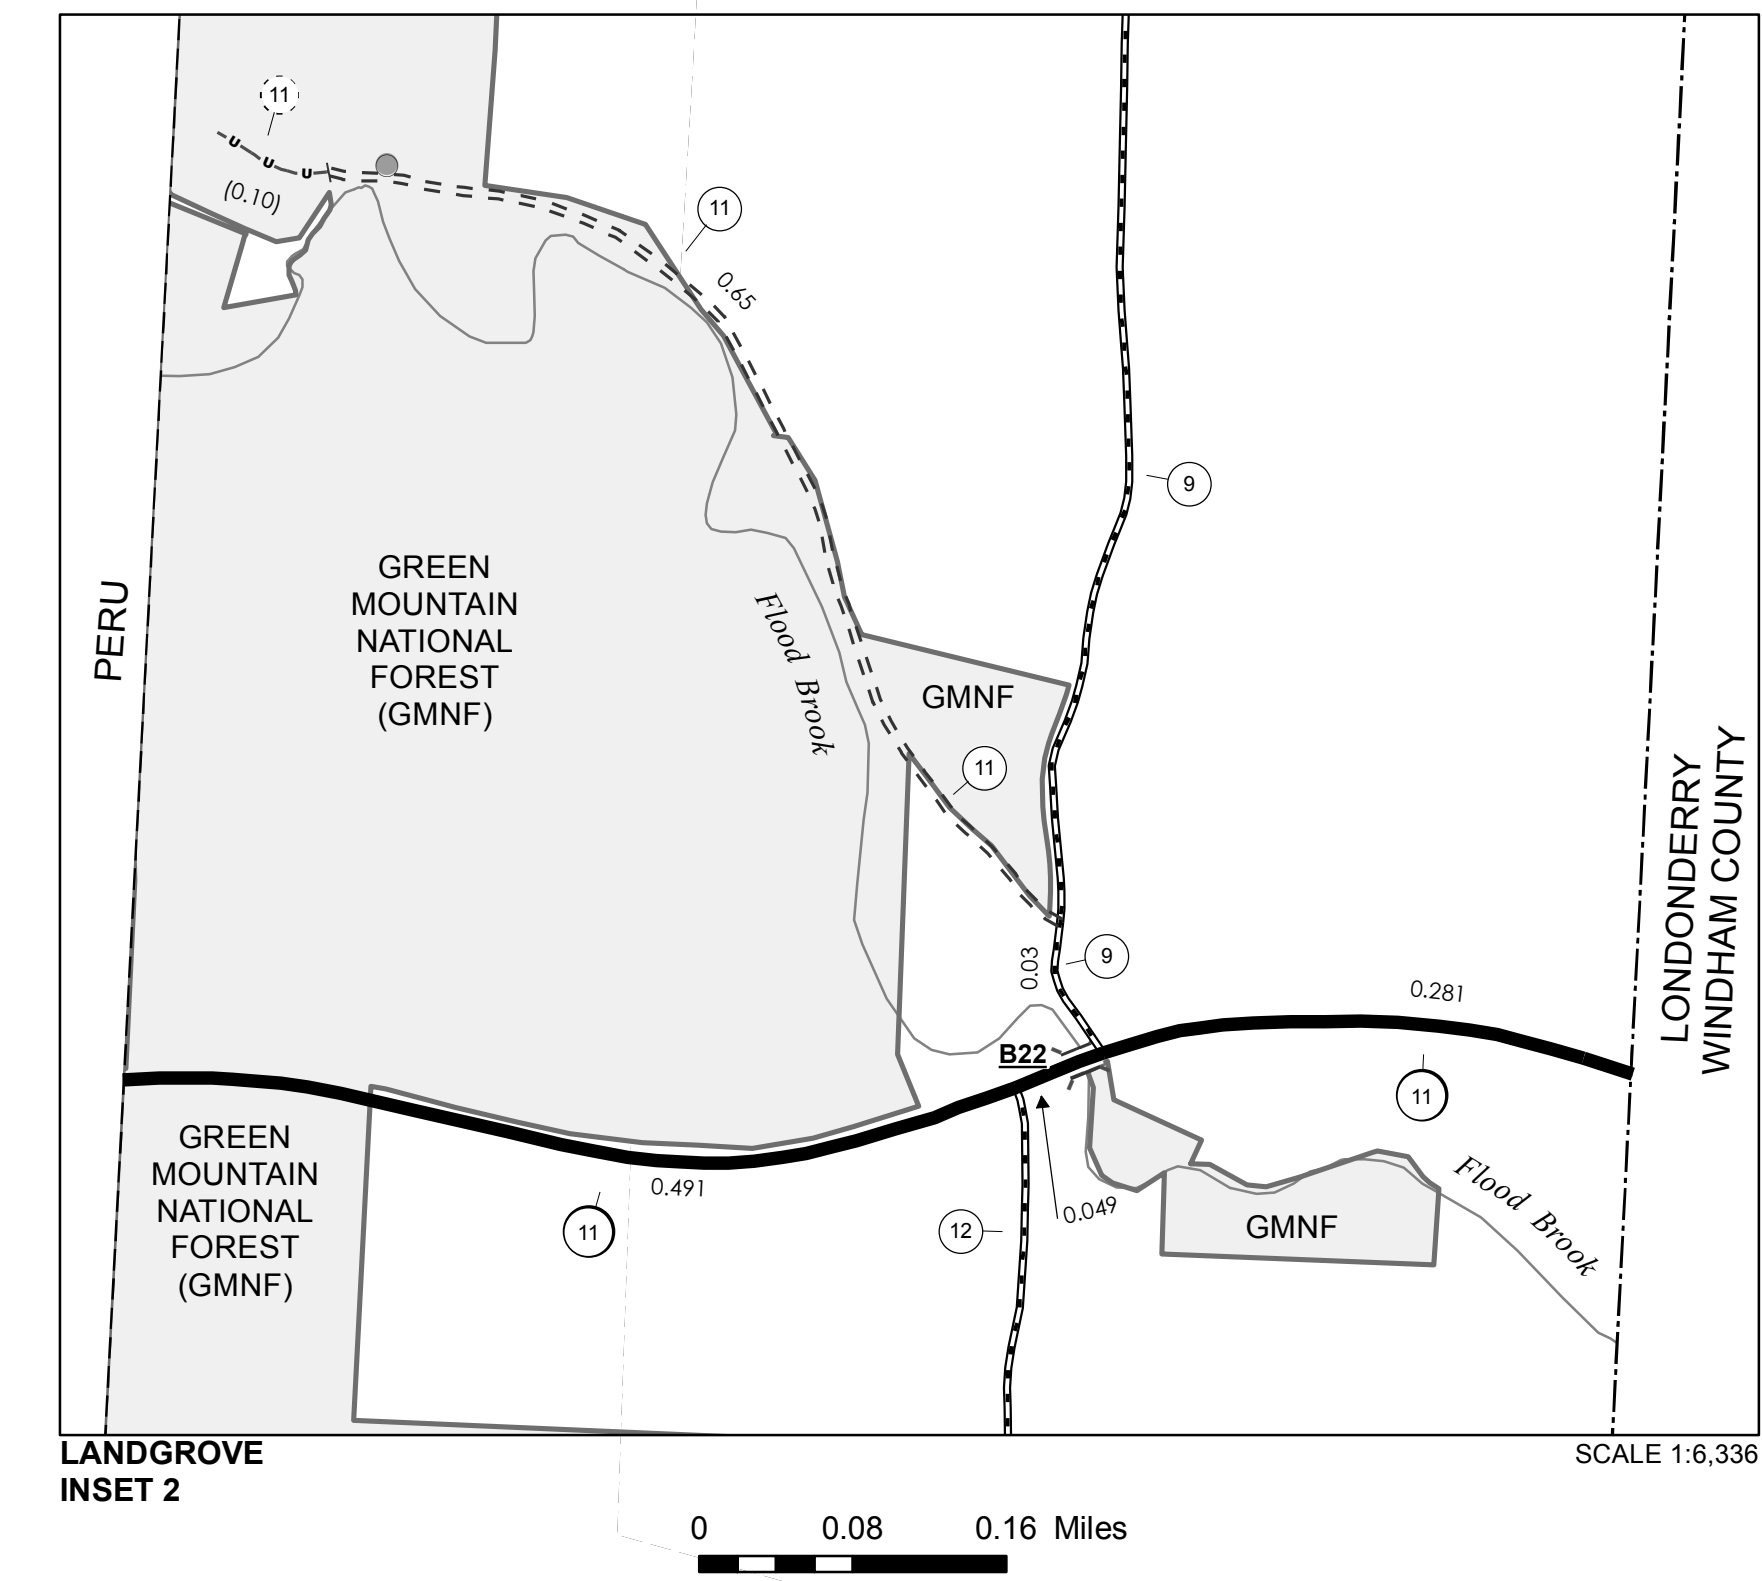 11
U U U
(0.10)
11
0.65
9
PERU
GREEN
MOUNTAIN
NATIONAL
FOREST
(GMNF)
Flood Brook
GMNF
11
LONDONDERRY
WINDHAM COUNTY
0.03
9
0.281
B22
11
GREEN
MOUNTAIN
NATIONAL
FOREST
(GMNF)
0.491
11
12
0.049
GMNF
Flood Brook
LANDGROVE
INSET 2
SCALE 1:6,336
0 0.08 0.16 Miles